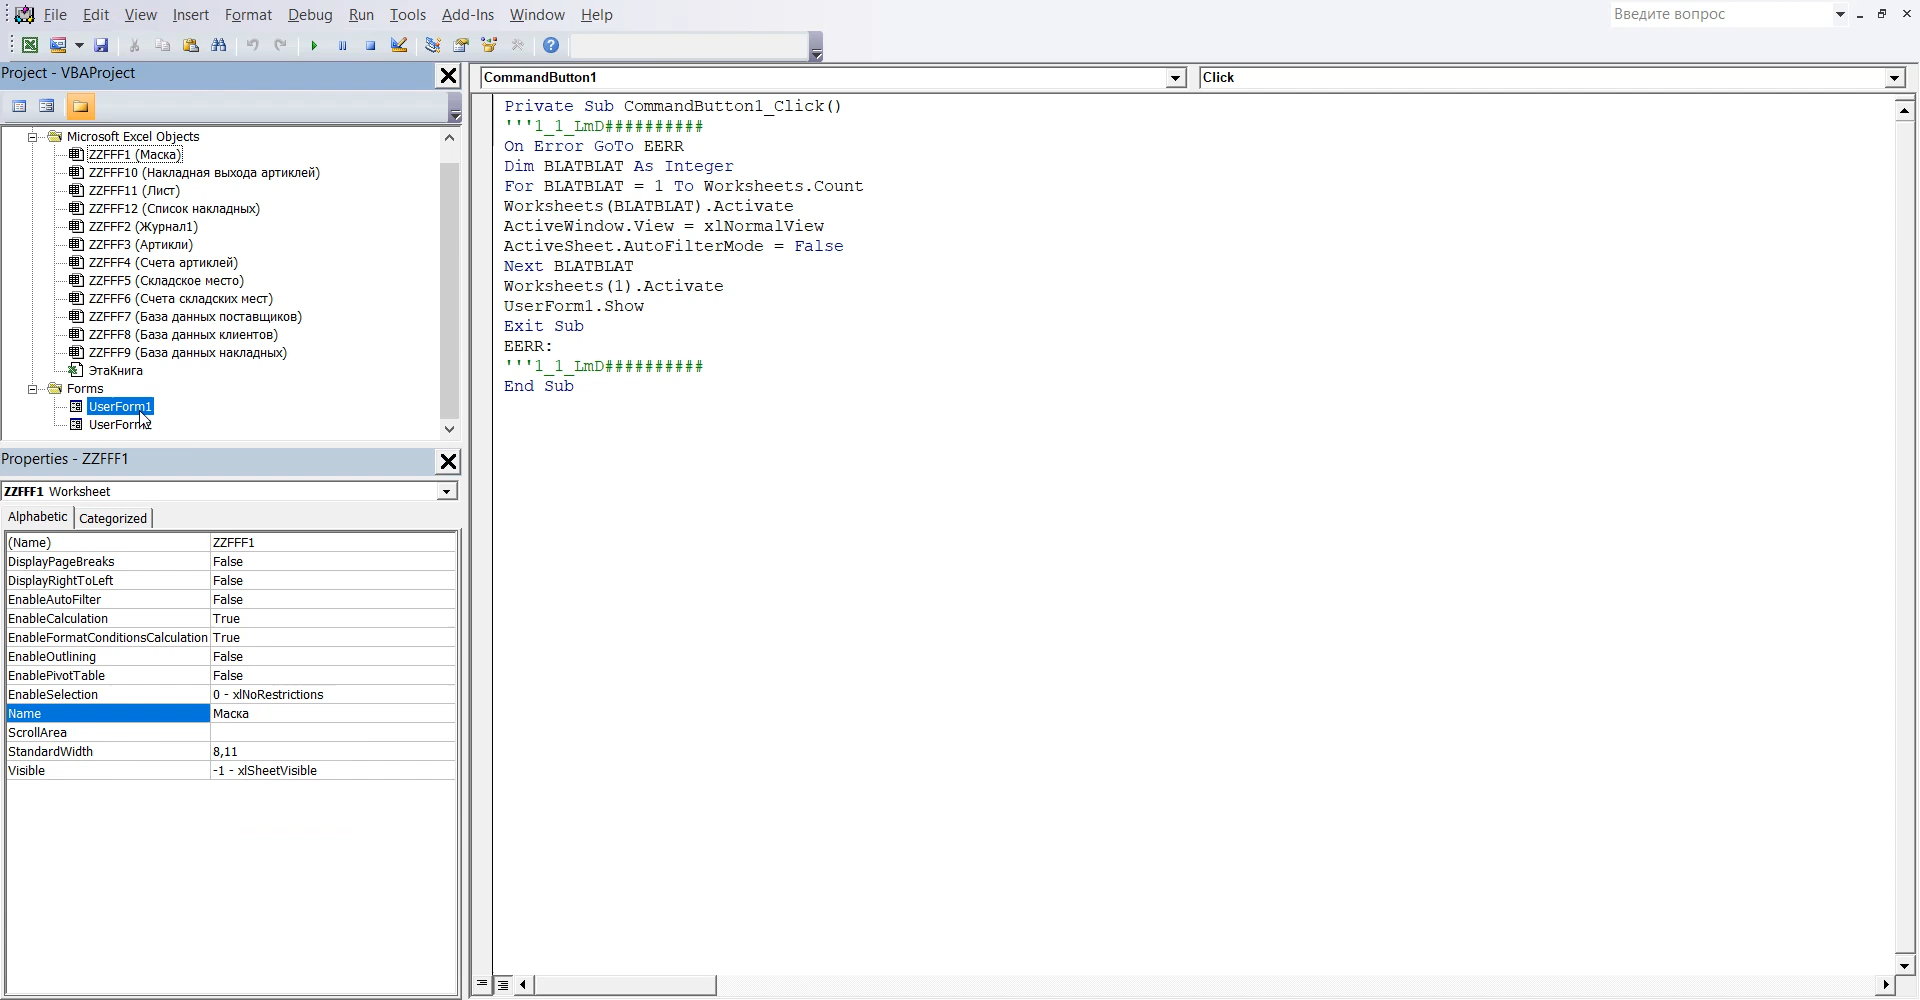 File Edit View Insert Format Debug Run Tools Add-Ins Window Help
Введите вопрос
Project - VBAProject
CommandButton1
Click
Microsoft Excel Objects
ZZFFF1 (Маска)
ZZFFF10 (Накладная выхода артиклей)
ZZFFF11 (Лист)
ZZFFF12 (Список накладных)
ZZFFF2 (Журнал1)
ZZFFF3 (Артикли)
ZZFFF4 (Счета артиклей)
ZZFFF5 (Складское место)
ZZFFF6 (Счета складских мест)
ZZFFF7 (База данных поставщиков)
ZZFFF8 (База данных клиентов)
ZZFFF9 (База данных накладных)
ЭтаКнига
Forms
UserForm1
UserForm2
Properties - ZZFFF1
ZZFFF1 Worksheet
Alphabetic Categorized
(Name) ZZFFF1
DisplayPageBreaks False
DisplayRightToLeft False
EnableAutoFilter False
EnableCalculation True
EnableFormatConditionsCalculation True
EnableOutlining False
EnablePivotTable False
EnableSelection 0 - xlNoRestrictions
Name Маска
ScrollArea
StandardWidth 8,11
Visible -1 - xlSheetVisible
Private Sub CommandButton1_Click()
'''1_1_LmD##########
On Error GoTo EERR
Dim BLATBLAT As Integer
For BLATBLAT = 1 To Worksheets.Count
Worksheets(BLATBLAT).Activate
ActiveWindow.View = xlNormalView
ActiveSheet.AutoFilterMode = False
Next BLATBLAT
Worksheets(1).Activate
UserForm1.Show
Exit Sub
EERR:
'''1_1_LmD##########
End Sub